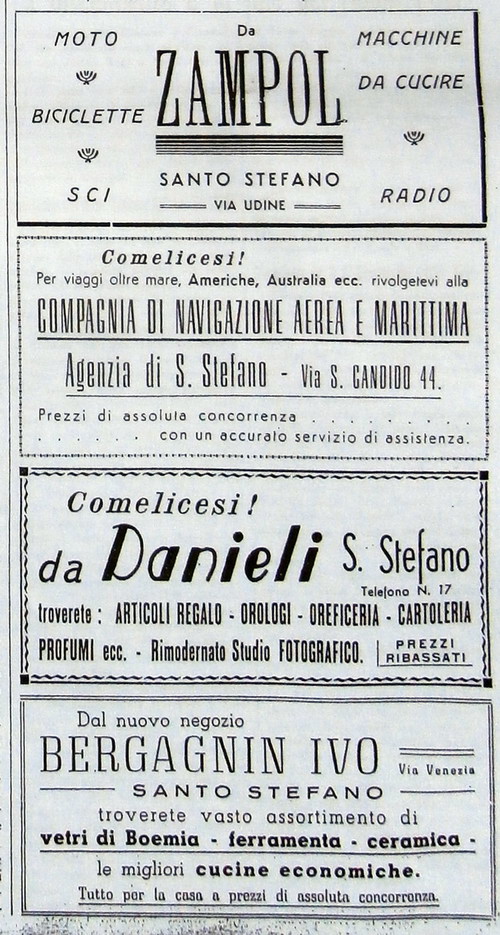 Da
ZAMPOL
SANTO STEFANO
VIA UDINE
MOTO
BICICLETTE
SCI
MACCHINE
DA CUCIRE
RADIO
Comelicesi!
Per viaggi oltre mare, Americhe, Australia ecc. rivolgetevi alla
COMPAGNIA DI NAVIGAZIONE AEREA E MARITTIMA
Agenzia di S. Stefano - Via S. CANDIDO 44.
Prezzi di assoluta concorrenza . . . . . . . .
. . . . . . con un accurato servizio di assistenza.
Comelicesi!
da Danieli S. Stefano
Telefono N. 17
troverete : ARTICOLI REGALO - OROLOGI - OREFICERIA - CARTOLERIA
PROFUMI ecc. - Rimodernato Studio FOTOGRAFICO.
PREZZI
RIBASSATI
Dal nuovo negozio
BERGAGNIN IVO
Via Venezia
SANTO STEFANO
troverete vasto assortimento di
vetri di Boemia - ferramenta - ceramica -
le migliori cucine economiche.
Tutto per la casa a prezzi di assoluta concorrenza.